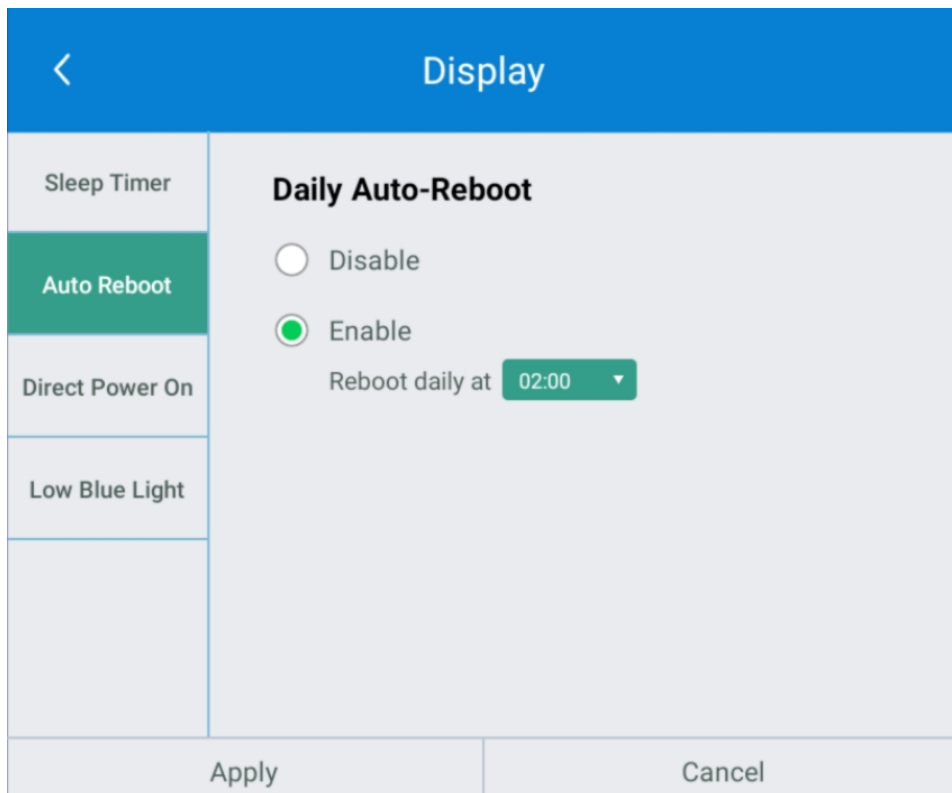 Display
Sleep Timer
Auto Reboot
Direct Power On
Low Blue Light
Daily Auto-Reboot
Disable
Enable
Reboot daily at 02:00
Apply
Cancel